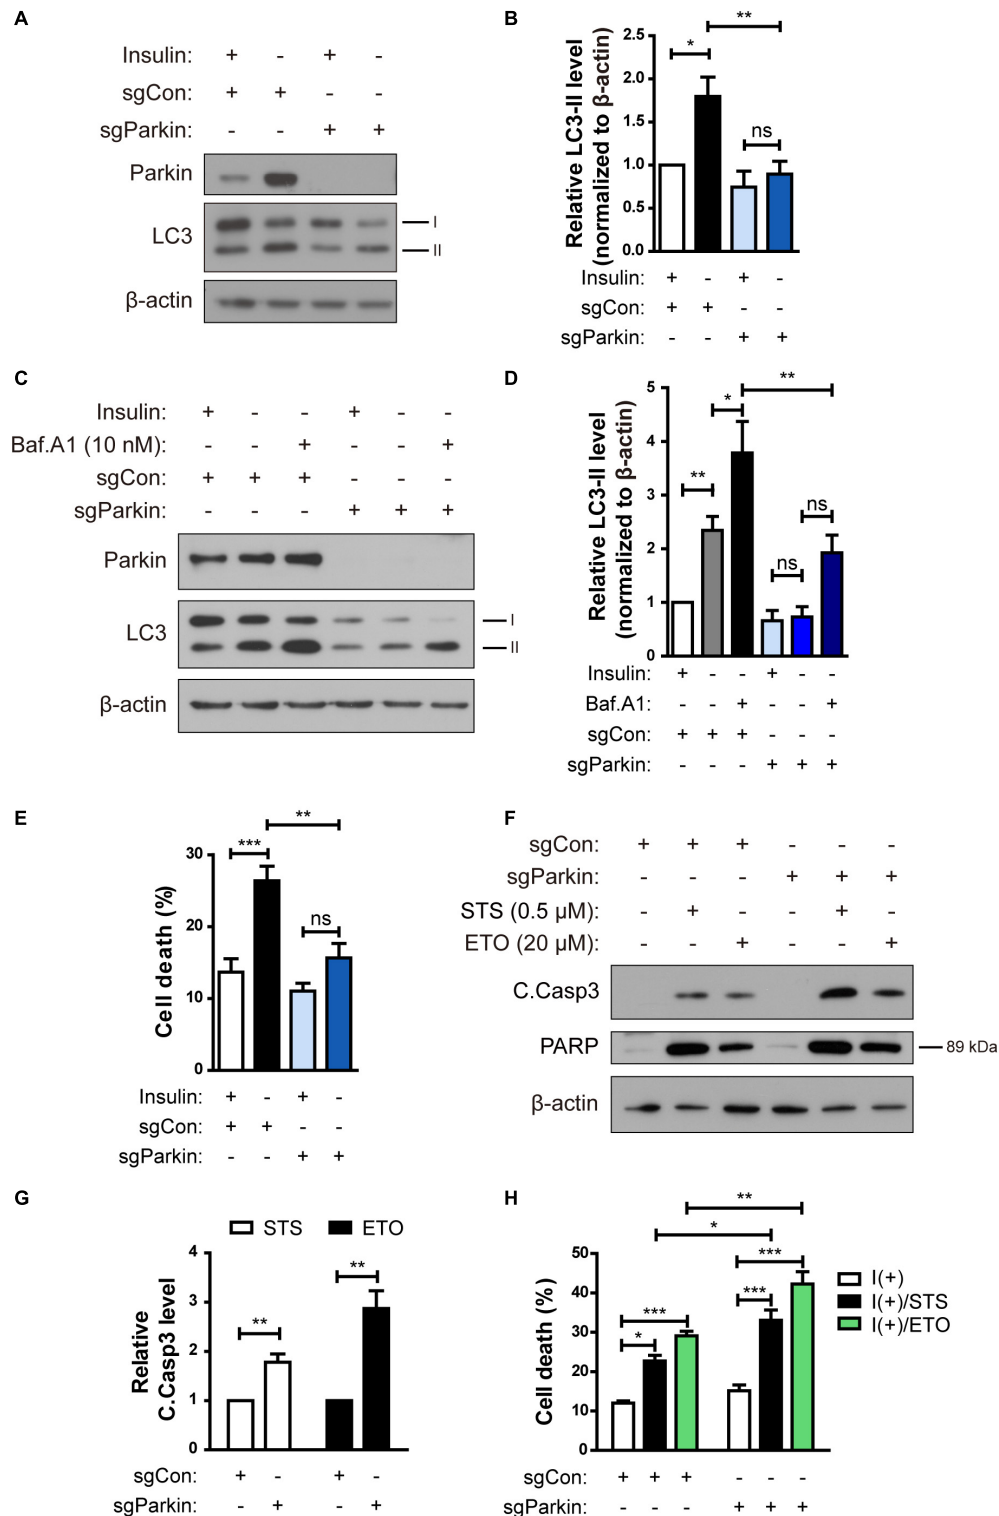 A
Insulin: + - + -
sgCon: + + - -
sgParkin: - - + +
Parkin
LC3
I
II
β-actin
B
Relative LC3-II level
(normalized to β-actin)
2.5
2.0
1.5
1.0
0.5
0.0
*
**
ns
Insulin: + - + -
sgCon: + + - -
sgParkin: - - + +
C
Insulin: + - - + - -
Baf.A1 (10 nM): - - + - - +
sgCon: + + + - - -
sgParkin: - - - + + +
Parkin
LC3
I
II
β-actin
D
Relative LC3-II level
(normalized to β-actin)
5
4
3
2
1
0
**
*
**
ns
ns
Insulin: + - - + - -
Baf.A1: - - + - - +
sgCon: + + + - - -
sgParkin: - - - + + +
E
Cell death (%)
30
20
10
0
***
**
ns
Insulin: + - + -
sgCon: + + - -
sgParkin: - - + +
F
sgCon: + + + - - -
sgParkin: - - - + + +
STS (0.5 µM): - + - - + -
ETO (20 µM): - - + - - +
C.Casp3
PARP
89 kDa
β-actin
G
STS ETO
Relative
C.Casp3 level
4
3
2
1
0
**
**
sgCon: + - + -
sgParkin: - + - +
H
Cell death (%)
50
40
30
20
10
0
**
*
***
***
***
*
I(+)
I(+)/STS
I(+)/ETO
sgCon: + + + - - -
sgParkin: - - - + + +